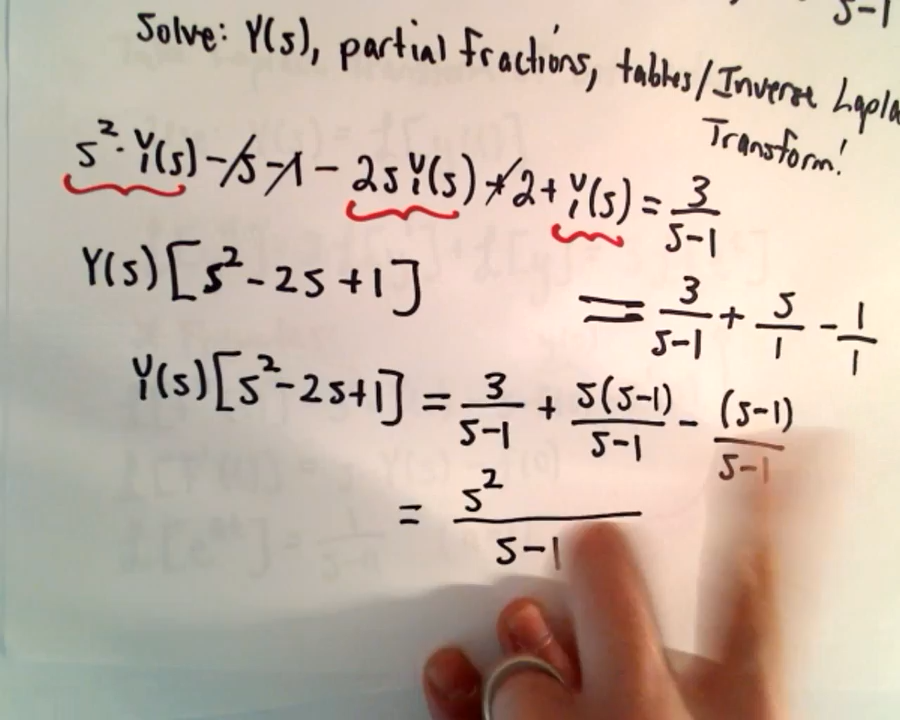 s-1
Solve: Y(s), partial fractions, tables/Inverse
Transform!
s² · Y(s) - s - 1 - 2sY(s) + 2 + Y(s) = 3/(s-1)
Y(s)[s² - 2s + 1] = 3/(s-1) + s/1 - 1/1
Y(s)[s² - 2s + 1] = 3/(s-1) + s(s-1)/(s-1) - (s-1)/(s-1)
= s²/(s-1)